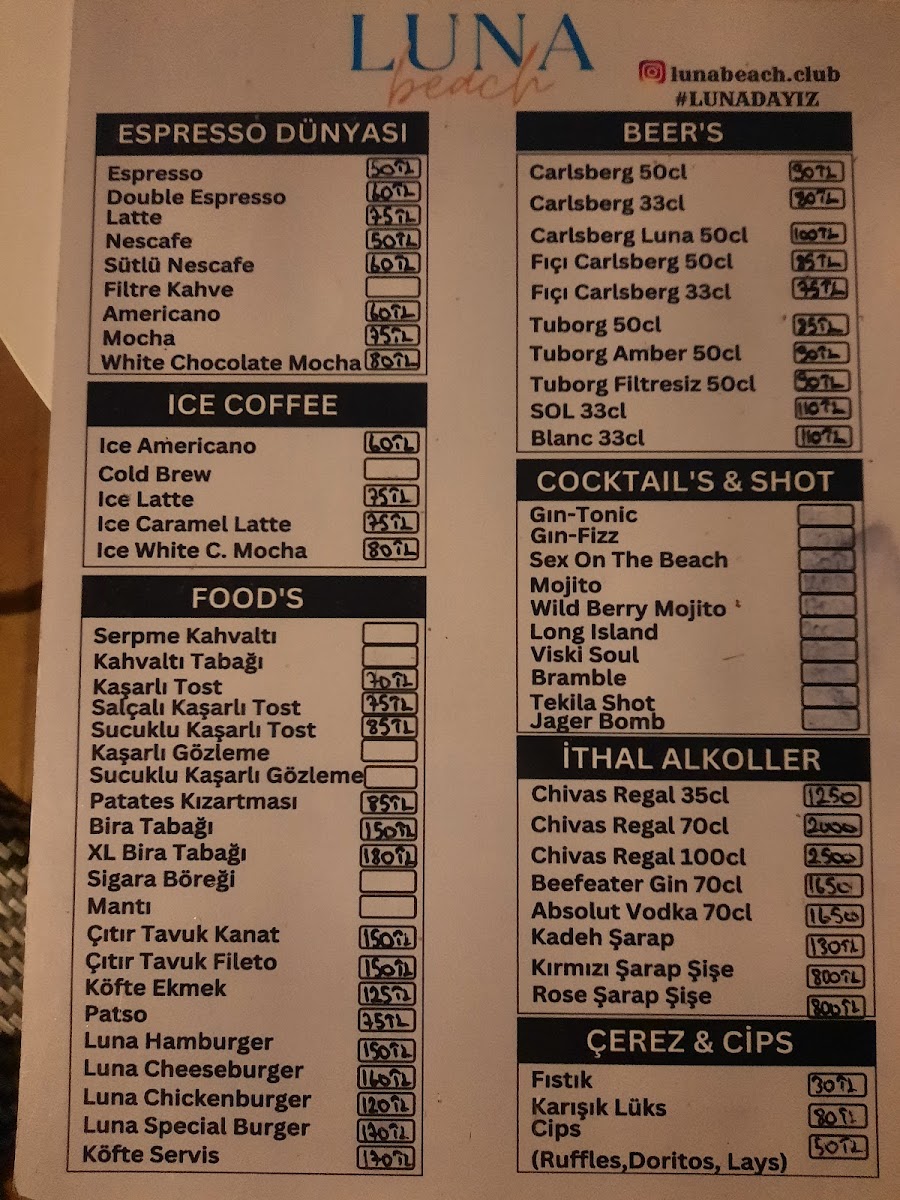 LUNA
beach
lunabeach.club
#LUNADAYIZ
ESPRESSO DÜNYASI
Espresso 50TL
Double Espresso 60TL
Latte 75TL
Nescafe 50TL
Sütlü Nescafe 60TL
Filtre Kahve
Americano 60TL
Mocha 75TL
White Chocolate Mocha 80TL
ICE COFFEE
Ice Americano 60TL
Cold Brew
Ice Latte 75TL
Ice Caramel Latte 75TL
Ice White C. Mocha 80TL
FOOD'S
Serpme Kahvaltı
Kahvaltı Tabağı
Kaşarlı Tost 70TL
Salçalı Kaşarlı Tost 75TL
Sucuklu Kaşarlı Tost 85TL
Kaşarlı Gözleme
Sucuklu Kaşarlı Gözleme
Patates Kızartması 85TL
Bira Tabağı 150TL
XL Bira Tabağı 180TL
Sigara Böreği
Mantı
Çıtır Tavuk Kanat 150TL
Çıtır Tavuk Fileto 150TL
Köfte Ekmek 125TL
Patso 75TL
Luna Hamburger 150TL
Luna Cheeseburger 160TL
Luna Chickenburger 120TL
Luna Special Burger 170TL
Köfte Servis 170TL
BEER'S
Carlsberg 50cl 90TL
Carlsberg 33cl 80TL
Carlsberg Luna 50cl 100TL
Fıçı Carlsberg 50cl 85TL
Fıçı Carlsberg 33cl 75TL
Tuborg 50cl 85TL
Tuborg Amber 50cl 90TL
Tuborg Filtresiz 50cl 90TL
SOL 33cl 110TL
Blanc 33cl 110TL
COCKTAIL'S & SHOT
Gın-Tonic
Gın-Fizz
Sex On The Beach
Mojito
Wild Berry Mojito
Long Island
Viski Soul
Bramble
Tekila Shot
Jager Bomb
İTHAL ALKOLLER
Chivas Regal 35cl 1250
Chivas Regal 70cl 2000
Chivas Regal 100cl 2500
Beefeater Gin 70cl 1650
Absolut Vodka 70cl 1650
Kadeh Şarap 130TL
Kırmızı Şarap Şişe 800TL
Rose Şarap Şişe 800TL
ÇEREZ & CİPS
Fıstık 30TL
Karışık Lüks 80TL
Cips 50TL
(Ruffles,Doritos, Lays)